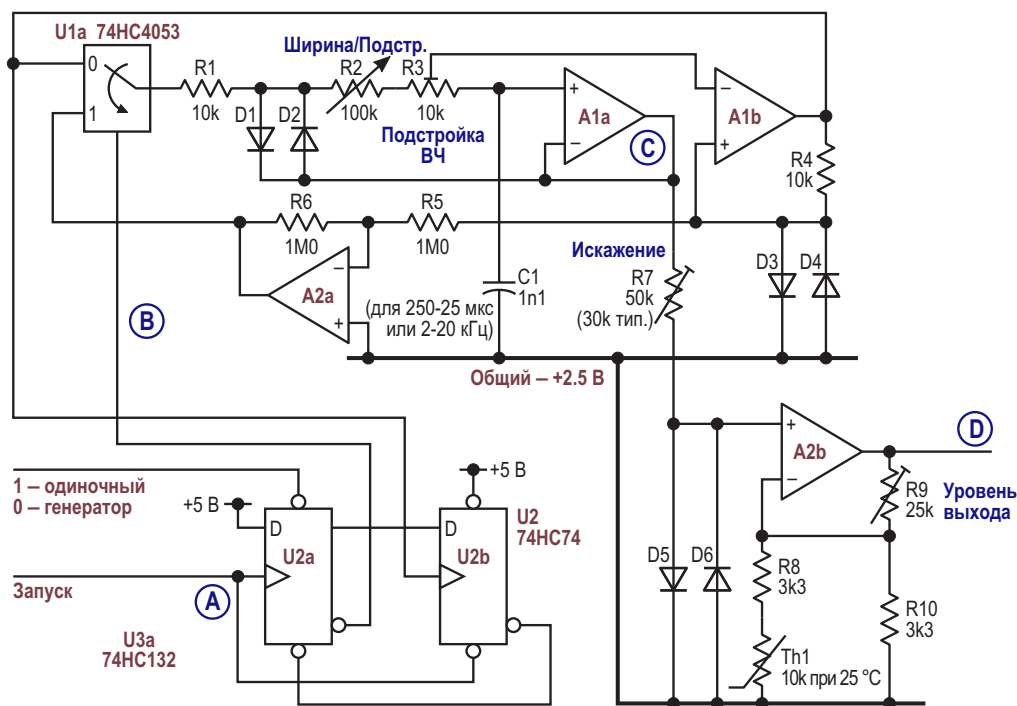 U1a 74HC4053
0
1
R1
10k
Ширина/Подстр.
R2
100k
R3
10k
D1
D2
Подстройка
ВЧ
+
A1a
−
C
−
A1b
+
R4
10k
R6
1M0
R5
1M0
−
A2a
+
B
(для 250-25 мкс
или 2-20 кГц)
C1
1n1
Искажение
R7
50k
(30k тип.)
D3
D4
Общий – +2.5 В
1 – одиночный
0 – генератор
+5 В
+5 В
D
U2a
D
U2b
U2
74HC74
Запуск
A
U3a
74HC132
+
A2b
−
D
R9
25k
Уровень
выхода
D5
D6
R8
3k3
R10
3k3
Th1
10k при 25 °C